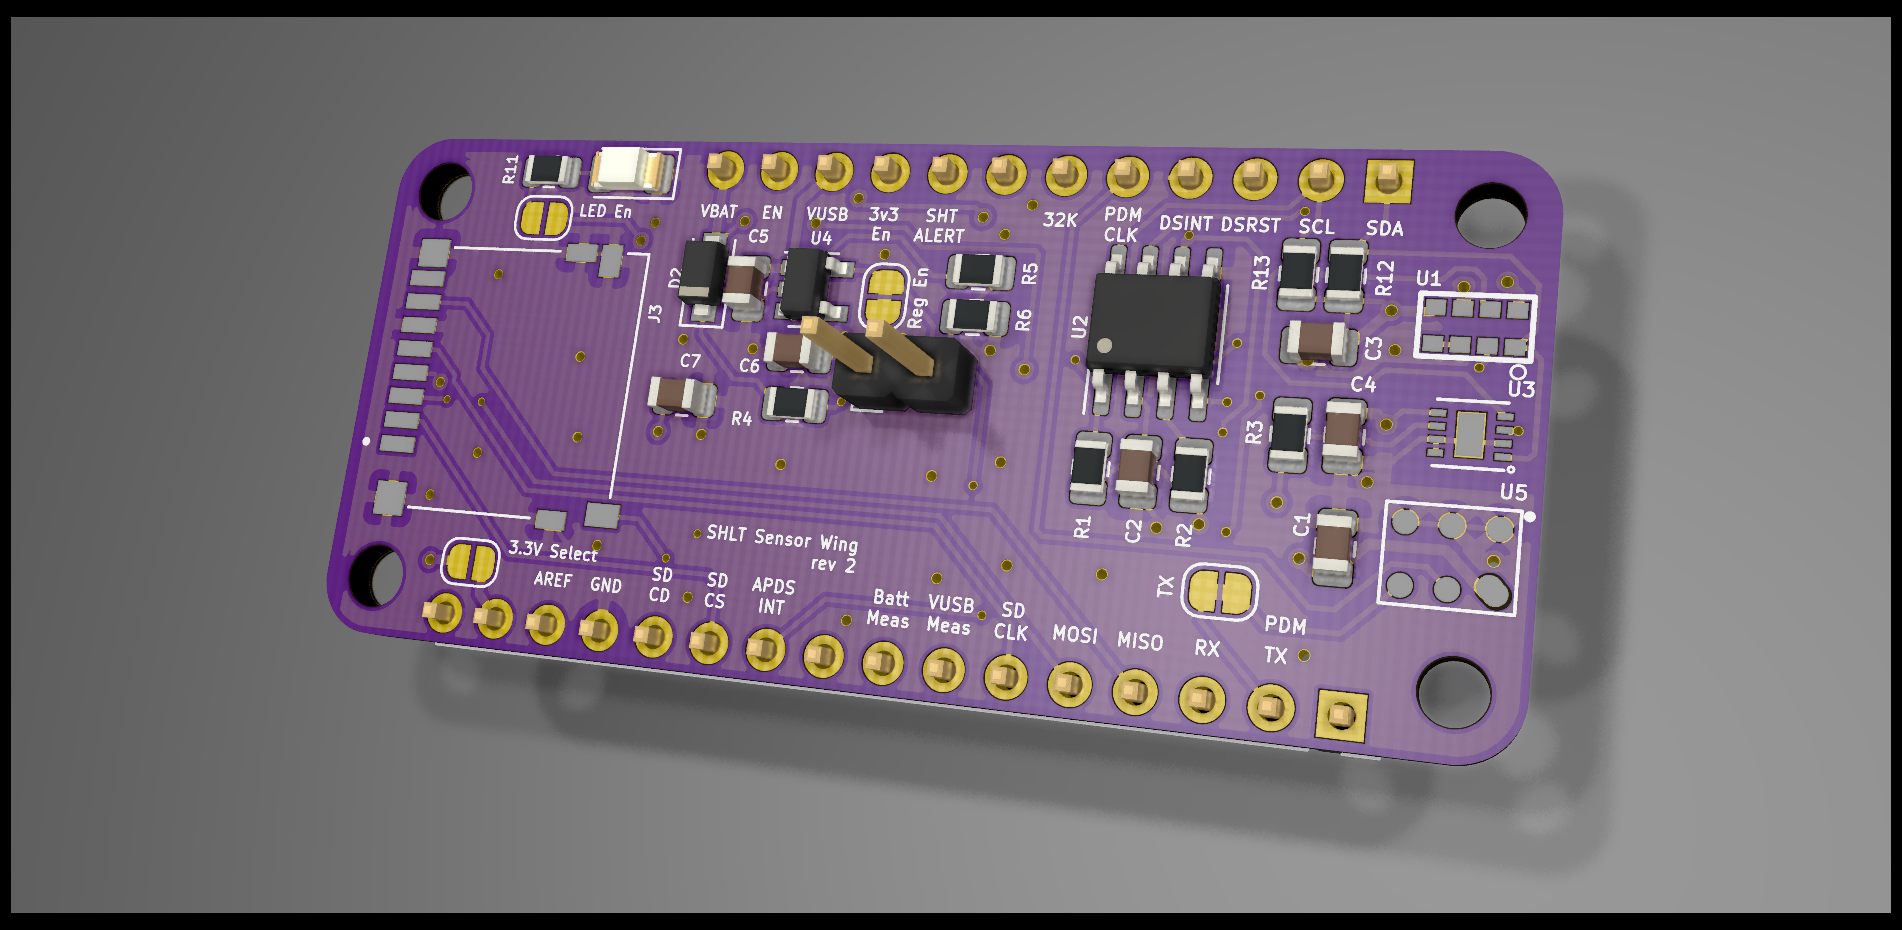 R11
LED En
VBAT
EN
VUSB
3v3
En
SHT
ALERT
32K
PDM
CLK
DSINT
DSRST
SCL
SDA
D2
C5
U4
Reg En
R5
R6
J3
C7
C6
R4
U2
R13
R12
U1
C3
C4
U3
R3
U5
R1
C2
R2
C1
SHLT Sensor Wing
rev 2
3.3V Select
AREF
GND
SD
CD
SD
CS
APDS
INT
Batt
Meas
VUSB
Meas
SD
CLK
MOSI
MISO
TX
RX
PDM
TX